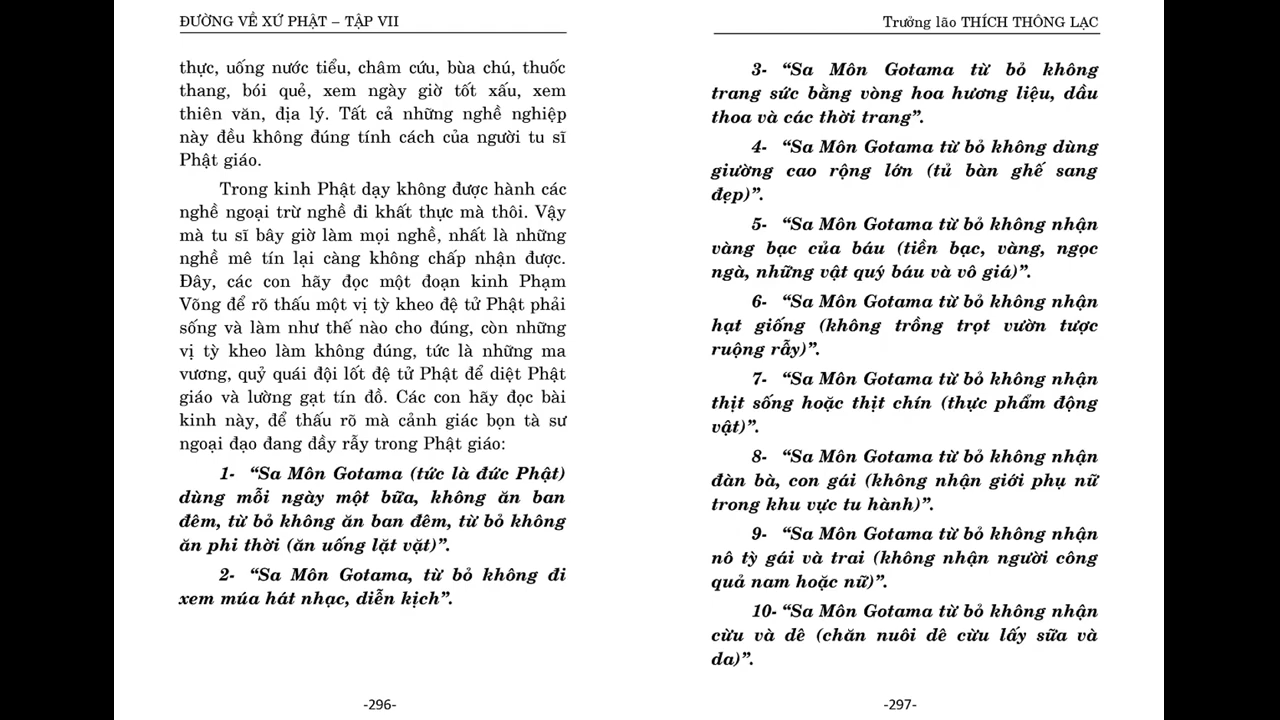 ĐƯỜNG VỀ XỨ PHẬT – TẬP VII
thực, uống nước tiểu, châm cứu, bùa chú, thuốc
thang, bói quẻ, xem ngày giờ tốt xấu, xem
thiên văn, địa lý. Tất cả những nghề nghiệp
này đều không đúng tính cách của người tu sĩ
Phật giáo.
Trong kinh Phật dạy không được hành các
nghề ngoại trừ nghề đi khất thực mà thôi. Vậy
mà tu sĩ bây giờ làm mọi nghề, nhất là những
nghề mê tín lại càng không chấp nhận được.
Đây, các con hãy đọc một đoạn kinh Phạm
Võng để rõ thấu một vị tỳ kheo đệ tử Phật phải
sống và làm như thế nào cho đúng, còn những
vị tỳ kheo làm không đúng, tức là những ma
vương, quỷ quái đội lốt đệ tử Phật để diệt Phật
giáo và lường gạt tín đồ. Các con hãy đọc bài
kinh này, để thấu rõ mà cảnh giác bọn tà sư
ngoại đạo đang đầy rẫy trong Phật giáo:
1- “Sa Môn Gotama (tức là đức Phật)
dùng mỗi ngày một bữa, không ăn ban
đêm, từ bỏ không ăn ban đêm, từ bỏ không
ăn phi thời (ăn uống lặt vặt)”.
2- “Sa Môn Gotama, từ bỏ không đi
xem múa hát nhạc, diễn kịch”.
-296-
Trưởng lão THÍCH THÔNG LẠC
3- “Sa Môn Gotama từ bỏ không
trang sức bằng vòng hoa hương liệu, dầu
thoa và các thời trang”.
4- “Sa Môn Gotama từ bỏ không dùng
giường cao rộng lớn (tủ bàn ghế sang
đẹp)”.
5- “Sa Môn Gotama từ bỏ không nhận
vàng bạc của báu (tiền bạc, vàng, ngọc
ngà, những vật quý báu và vô giá)”.
6- “Sa Môn Gotama từ bỏ không nhận
hạt giống (không trồng trọt vườn tược
ruộng rẫy)”.
7- “Sa Môn Gotama từ bỏ không nhận
thịt sống hoặc thịt chín (thực phẩm động
vật)”.
8- “Sa Môn Gotama từ bỏ không nhận
đàn bà, con gái (không nhận giới phụ nữ
trong khu vực tu hành)”.
9- “Sa Môn Gotama từ bỏ không nhận
nô tỳ gái và trai (không nhận người công
quả nam hoặc nữ)”.
10- “Sa Môn Gotama từ bỏ không nhận
cừu và dê (chăn nuôi dê cừu lấy sữa và
da)”.
-297-